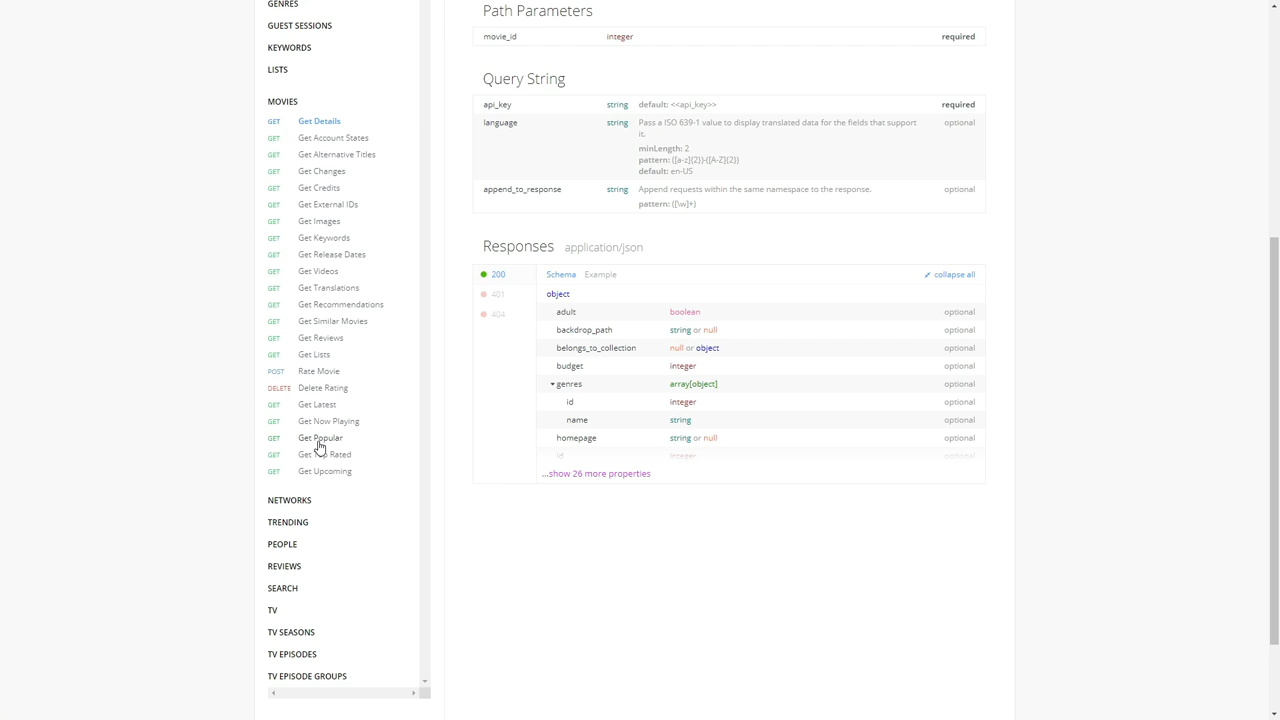 GENRES
GUEST SESSIONS
KEYWORDS
LISTS
MOVIES
GET Get Details
GET Get Account States
GET Get Alternative Titles
GET Get Changes
GET Get Credits
GET Get External IDs
GET Get Images
GET Get Keywords
GET Get Release Dates
GET Get Videos
GET Get Translations
GET Get Recommendations
GET Get Similar Movies
GET Get Reviews
GET Get Lists
POST Rate Movie
DELETE Delete Rating
GET Get Latest
GET Get Now Playing
GET Get Popular
GET Get Top Rated
GET Get Upcoming
NETWORKS
TRENDING
PEOPLE
REVIEWS
SEARCH
TV
TV SEASONS
TV EPISODES
TV EPISODE GROUPS
Path Parameters
movie_id integer required
Query String
api_key string default: <<api_key>> required
language string Pass a ISO 639-1 value to display translated data for the fields that support optional
it.
minLength: 2
pattern: ([a-z]{2})-([A-Z]{2})
default: en-US
append_to_response string Append requests within the same namespace to the response. optional
pattern: ([\w]+)
Responses application/json
200 Schema Example collapse all
401 object
404 adult boolean optional
backdrop_path string or null optional
belongs_to_collection null or object optional
budget integer optional
genres array[object] optional
id integer optional
name string optional
homepage string or null optional
id integer optional
...show 26 more properties